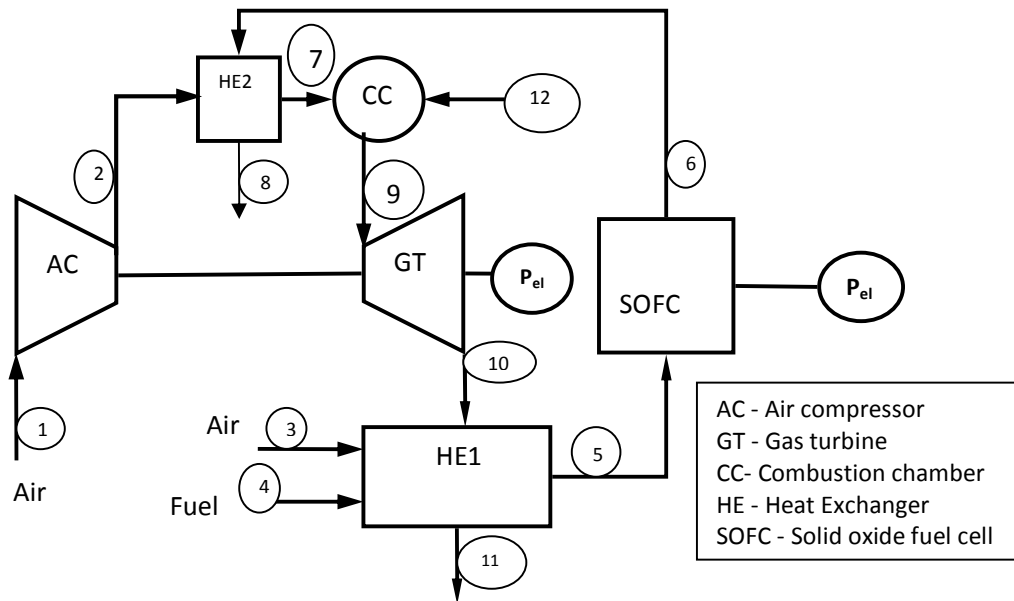 7
HE2
CC
12
2
6
8
9
AC
GT
P_el
SOFC
P_el
10
1
Air
Air
3
HE1
5
Fuel
4
11
AC - Air compressor
GT - Gas turbine
CC- Combustion chamber
HE - Heat Exchanger
SOFC - Solid oxide fuel cell